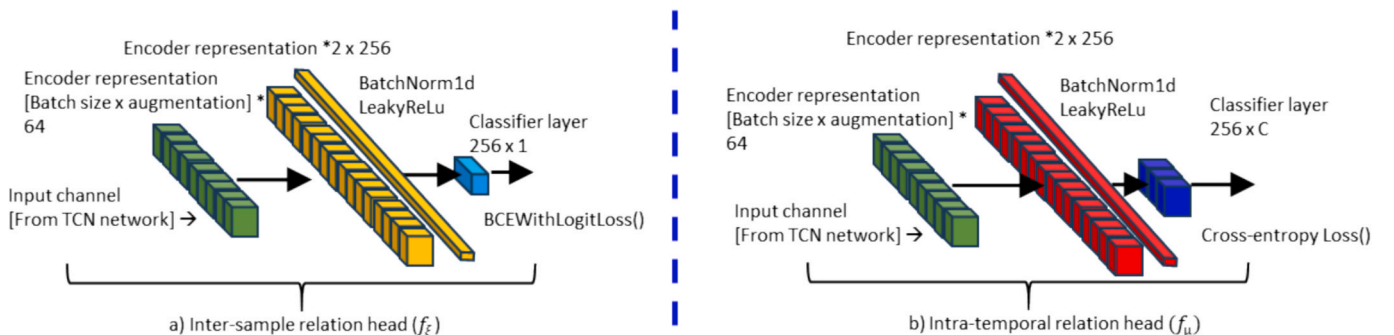 Encoder representation *2 x 256
Encoder representation
[Batch size x augmentation] *
64
BatchNorm1d
LeakyReLu
Classifier layer
256 x 1
Input channel
[From TCN network] →
BCEWithLogitLoss()
a) Inter-sample relation head (f_ξ)
Encoder representation *2 x 256
Encoder representation
[Batch size x augmentation] *
64
BatchNorm1d
LeakyReLu
Classifier layer
256 x C
Input channel
[From TCN network] →
Cross-entropy Loss()
b) Intra-temporal relation head (f_μ)